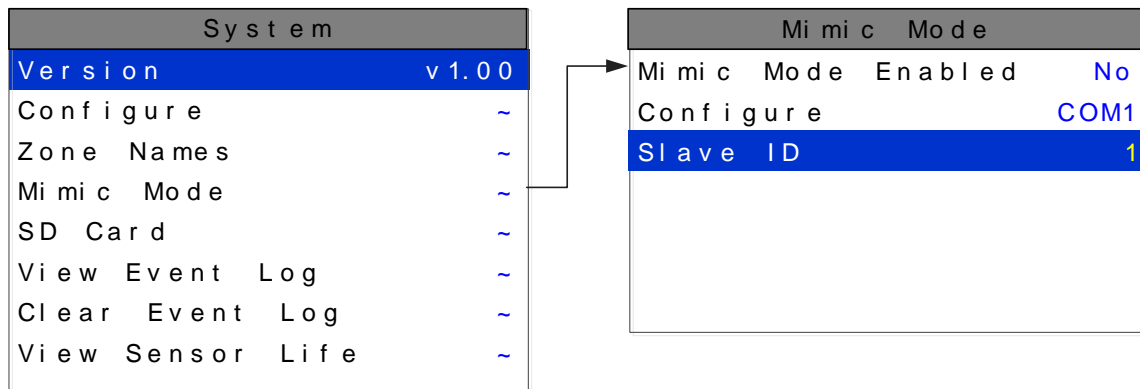 System
Version v1.00
Configure ~
Zone Names ~
Mimic Mode ~
SD Card ~
View Event Log ~
Clear Event Log ~
View Sensor Life ~
Mimic Mode
Mimic Mode Enabled No
Configure COM1
Slave ID 1